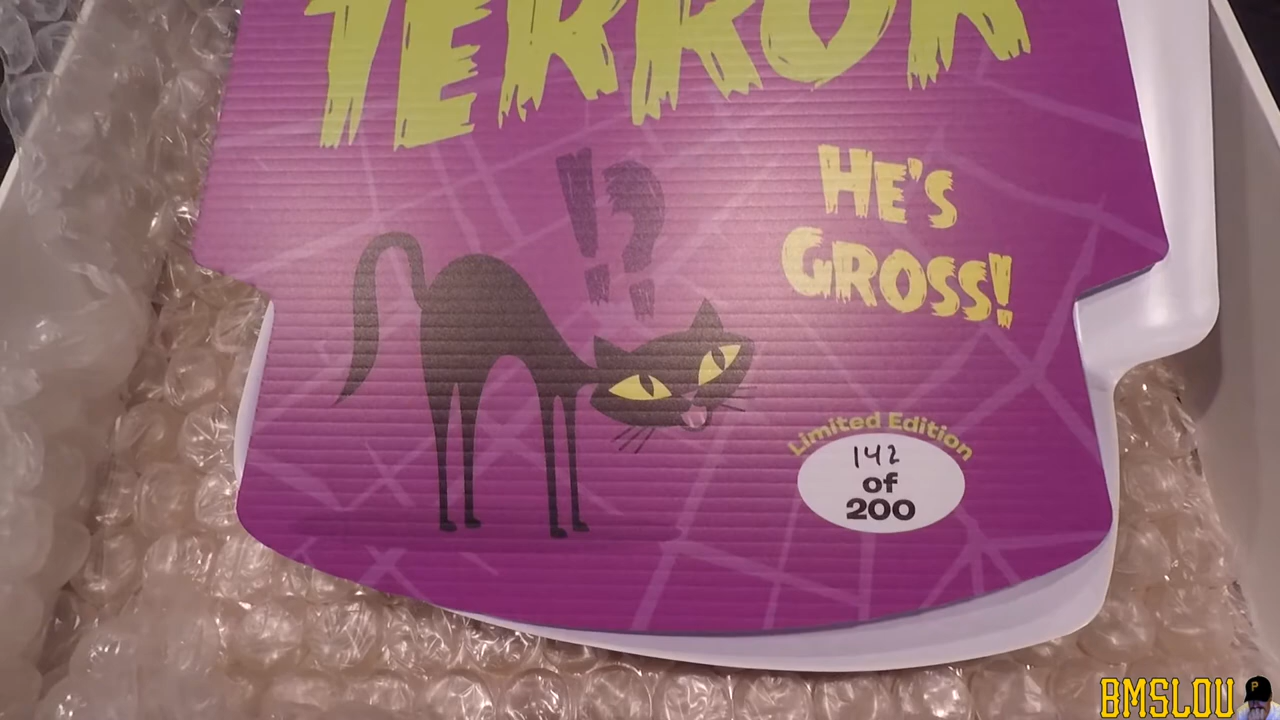 TERROR
!?
HE'S
GROSS!
Limited Edition
142
of
200
BMSLOU
P